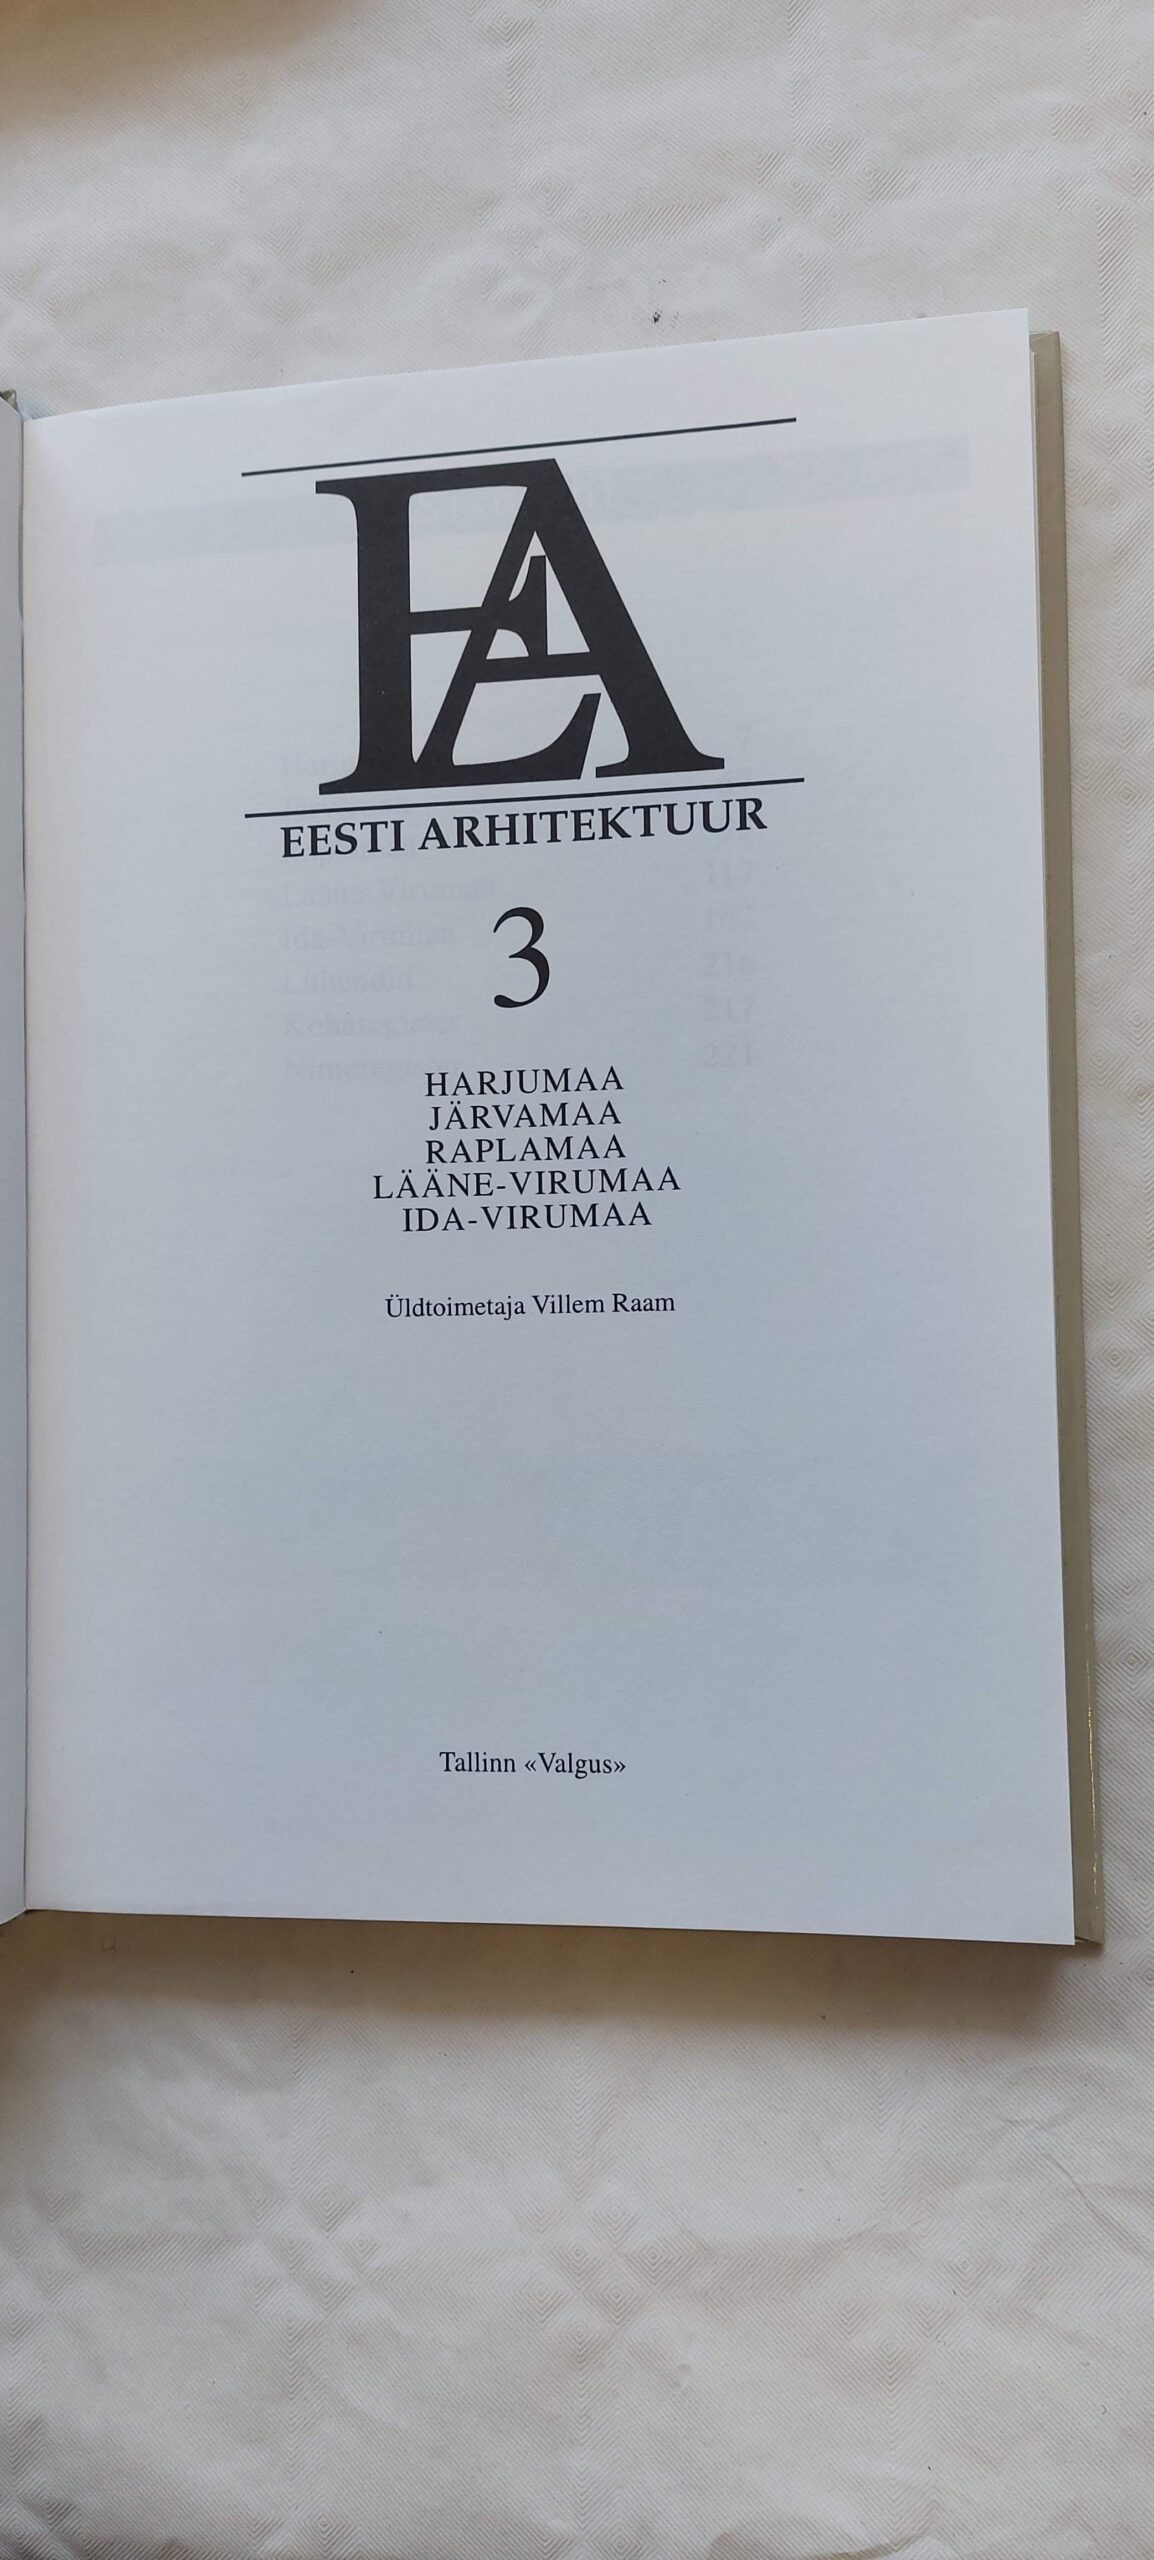 EA
EESTI ARHITEKTUUR
3
HARJUMAA
JÄRVAMAA
RAPLAMAA
LÄÄNE-VIRUMAA
IDA-VIRUMAA
Üldtoimetaja Villem Raam
Tallinn «Valgus»